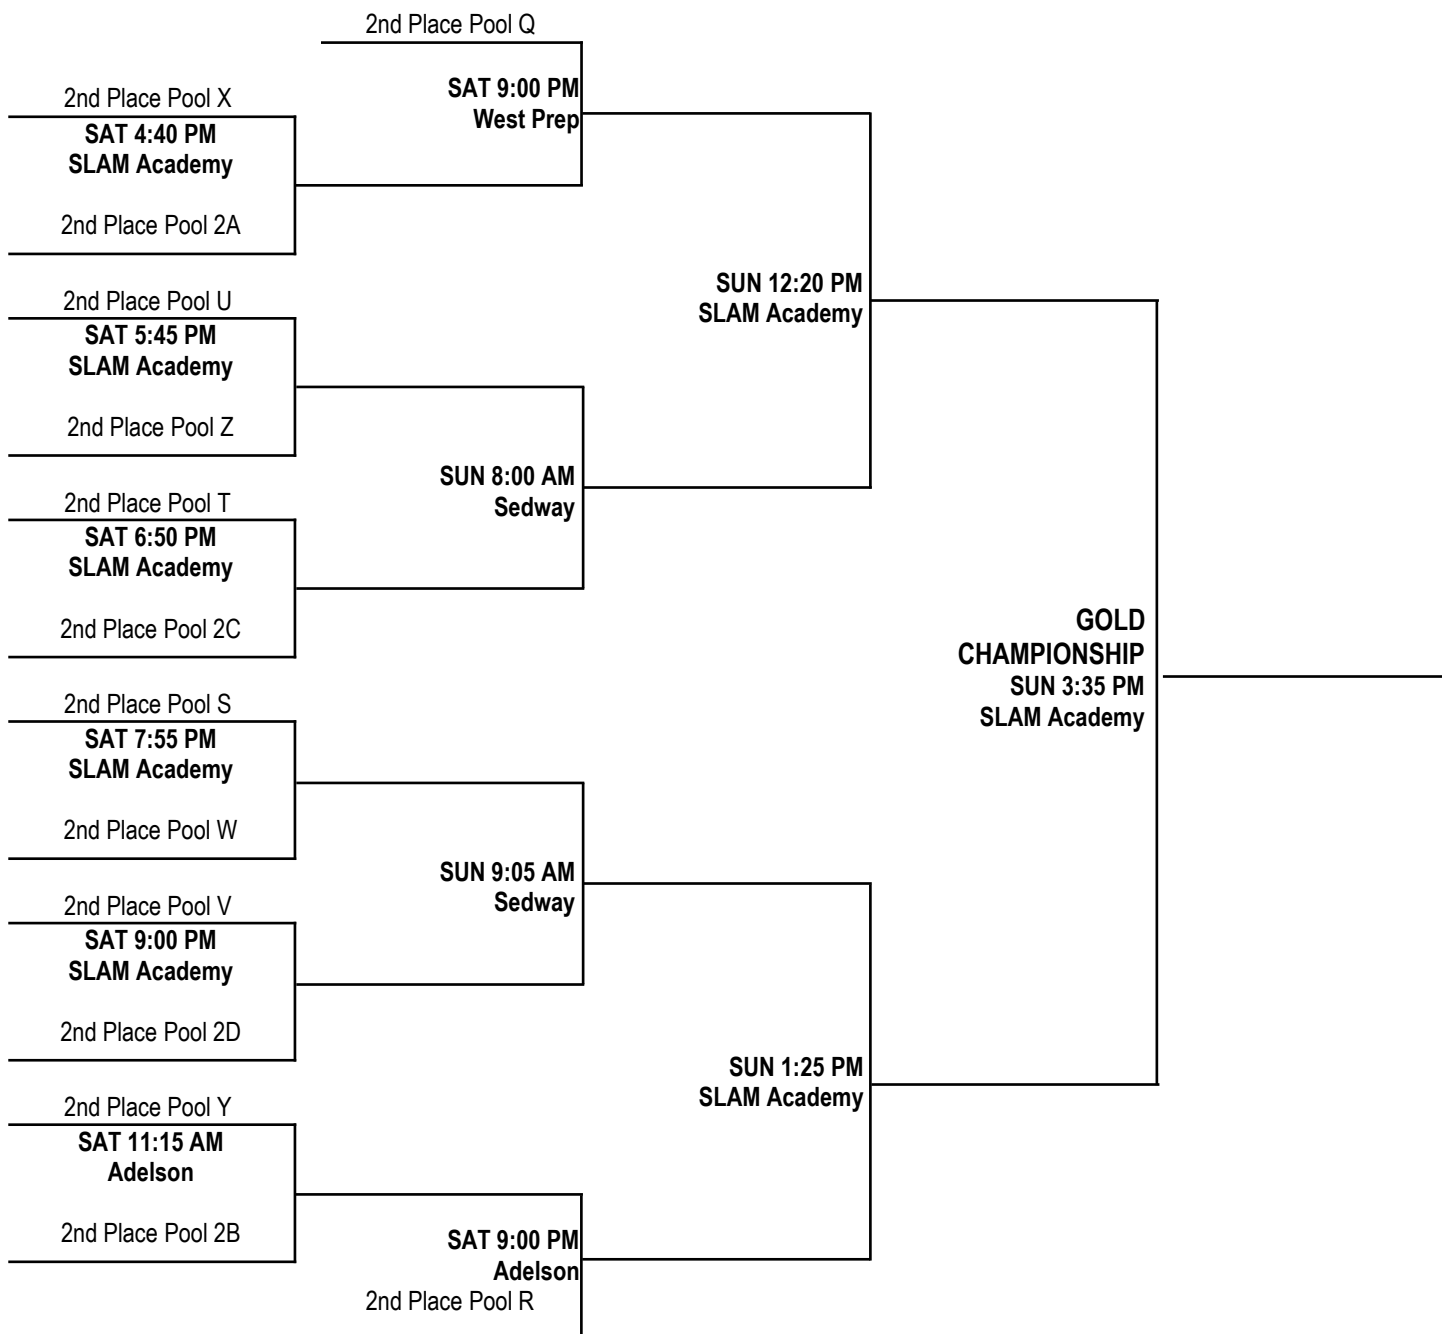 2nd Place Pool Q
SAT 9:00 PM
West Prep
2nd Place Pool X
SAT 4:40 PM
SLAM Academy
2nd Place Pool 2A
SUN 12:20 PM
SLAM Academy
2nd Place Pool U
SAT 5:45 PM
SLAM Academy
2nd Place Pool Z
SUN 8:00 AM
Sedway
2nd Place Pool T
SAT 6:50 PM
SLAM Academy
2nd Place Pool 2C
GOLD
CHAMPIONSHIP
SUN 3:35 PM
SLAM Academy
2nd Place Pool S
SAT 7:55 PM
SLAM Academy
2nd Place Pool W
SUN 9:05 AM
Sedway
2nd Place Pool V
SAT 9:00 PM
SLAM Academy
2nd Place Pool 2D
SUN 1:25 PM
SLAM Academy
2nd Place Pool Y
SAT 11:15 AM
Adelson
2nd Place Pool 2B
SAT 9:00 PM
Adelson
2nd Place Pool R